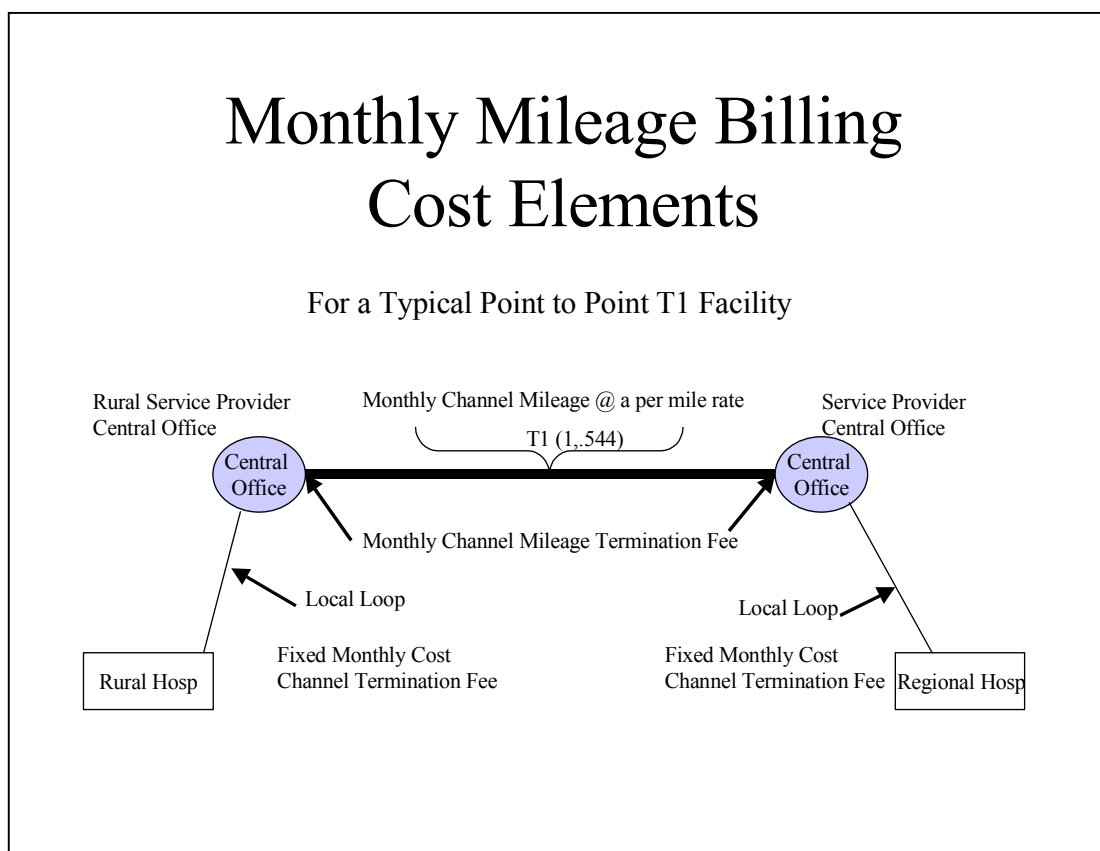 Monthly Mileage Billing
Cost Elements
For a Typical Point to Point T1 Facility
Rural Service Provider
Central Office
Monthly Channel Mileage @ a per mile rate
T1 (1,.544)
Service Provider
Central Office
Central
Office
Central
Office
Monthly Channel Mileage Termination Fee
Local Loop
Local Loop
Fixed Monthly Cost
Channel Termination Fee
Fixed Monthly Cost
Channel Termination Fee
Rural Hosp
Regional Hosp